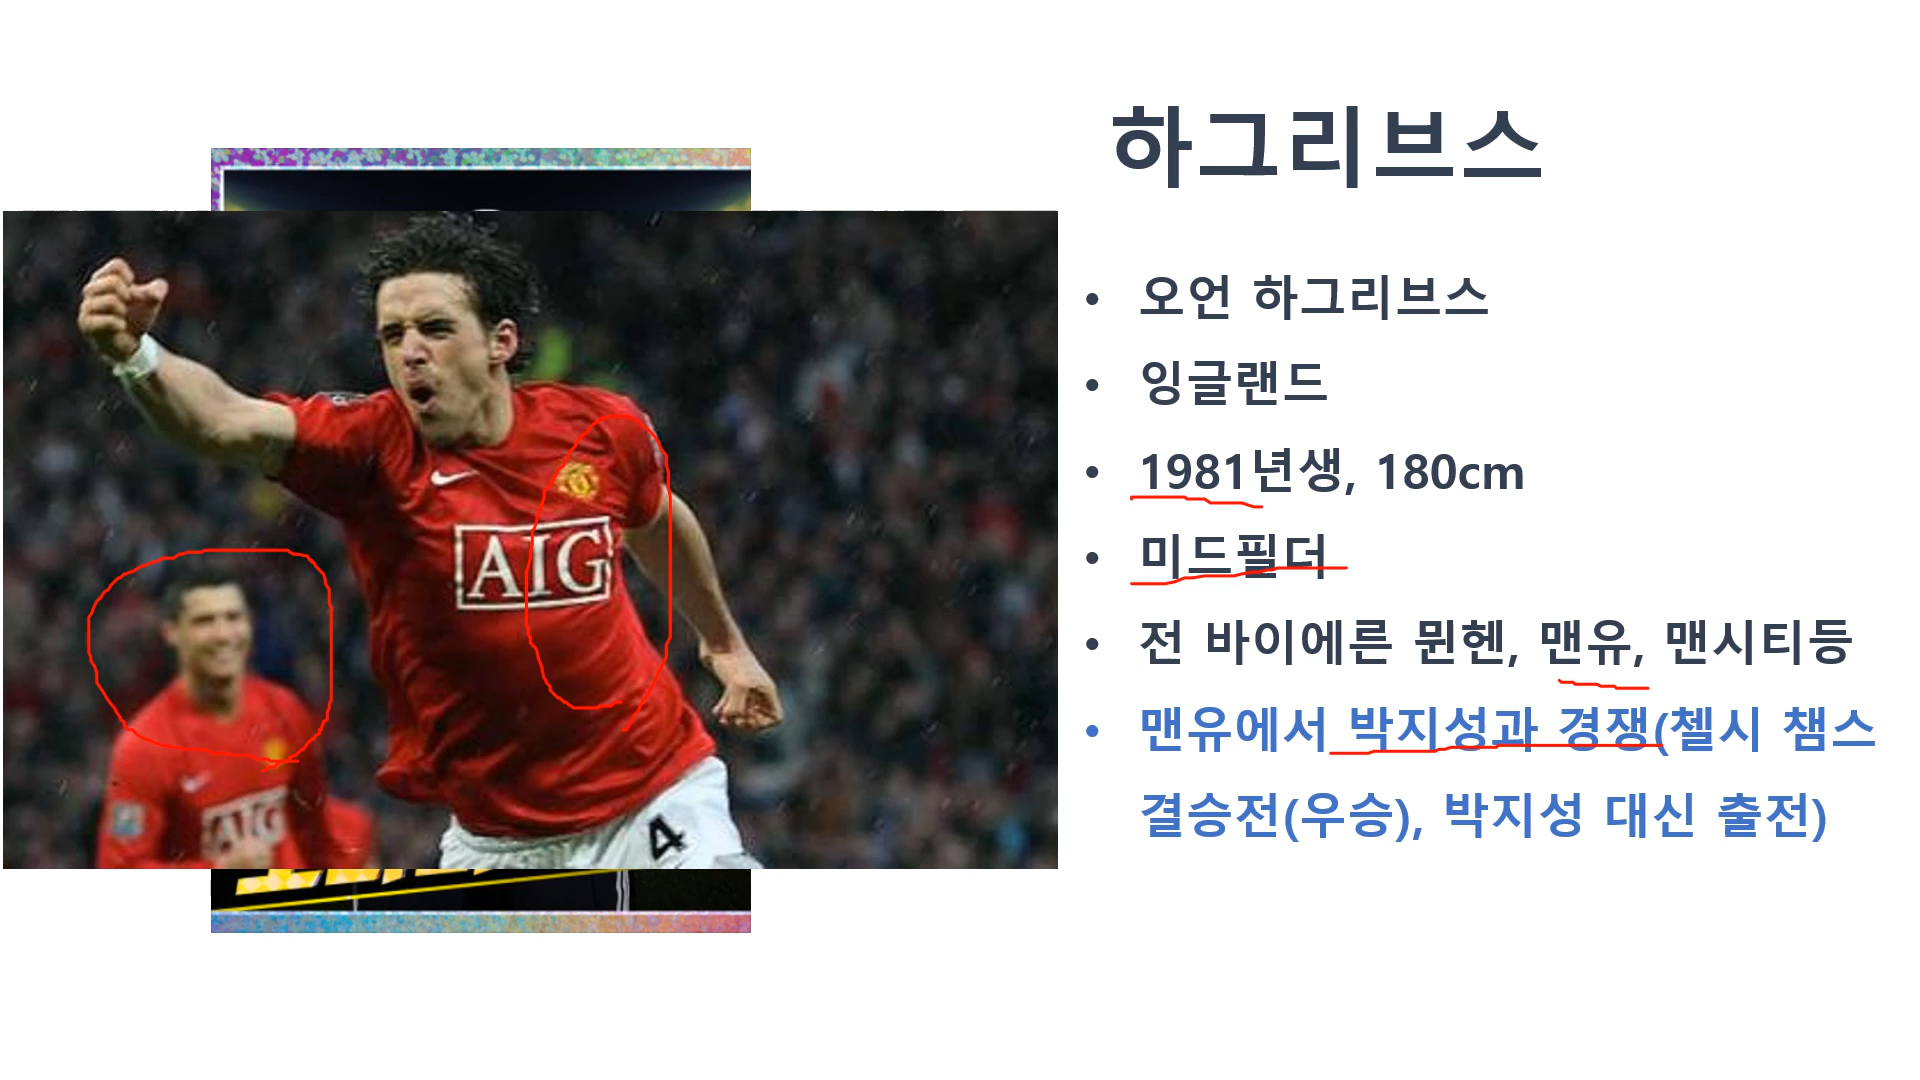 하그리브스
• 오언 하그리브스
• 잉글랜드
• 1981년생, 180cm
• 미드필더
• 전 바이에른 뮌헨, 맨유, 맨시티등
• 맨유에서 박지성과 경쟁(첼시 챔스
결승전(우승), 박지성 대신 출전)
AIG
4
AIG